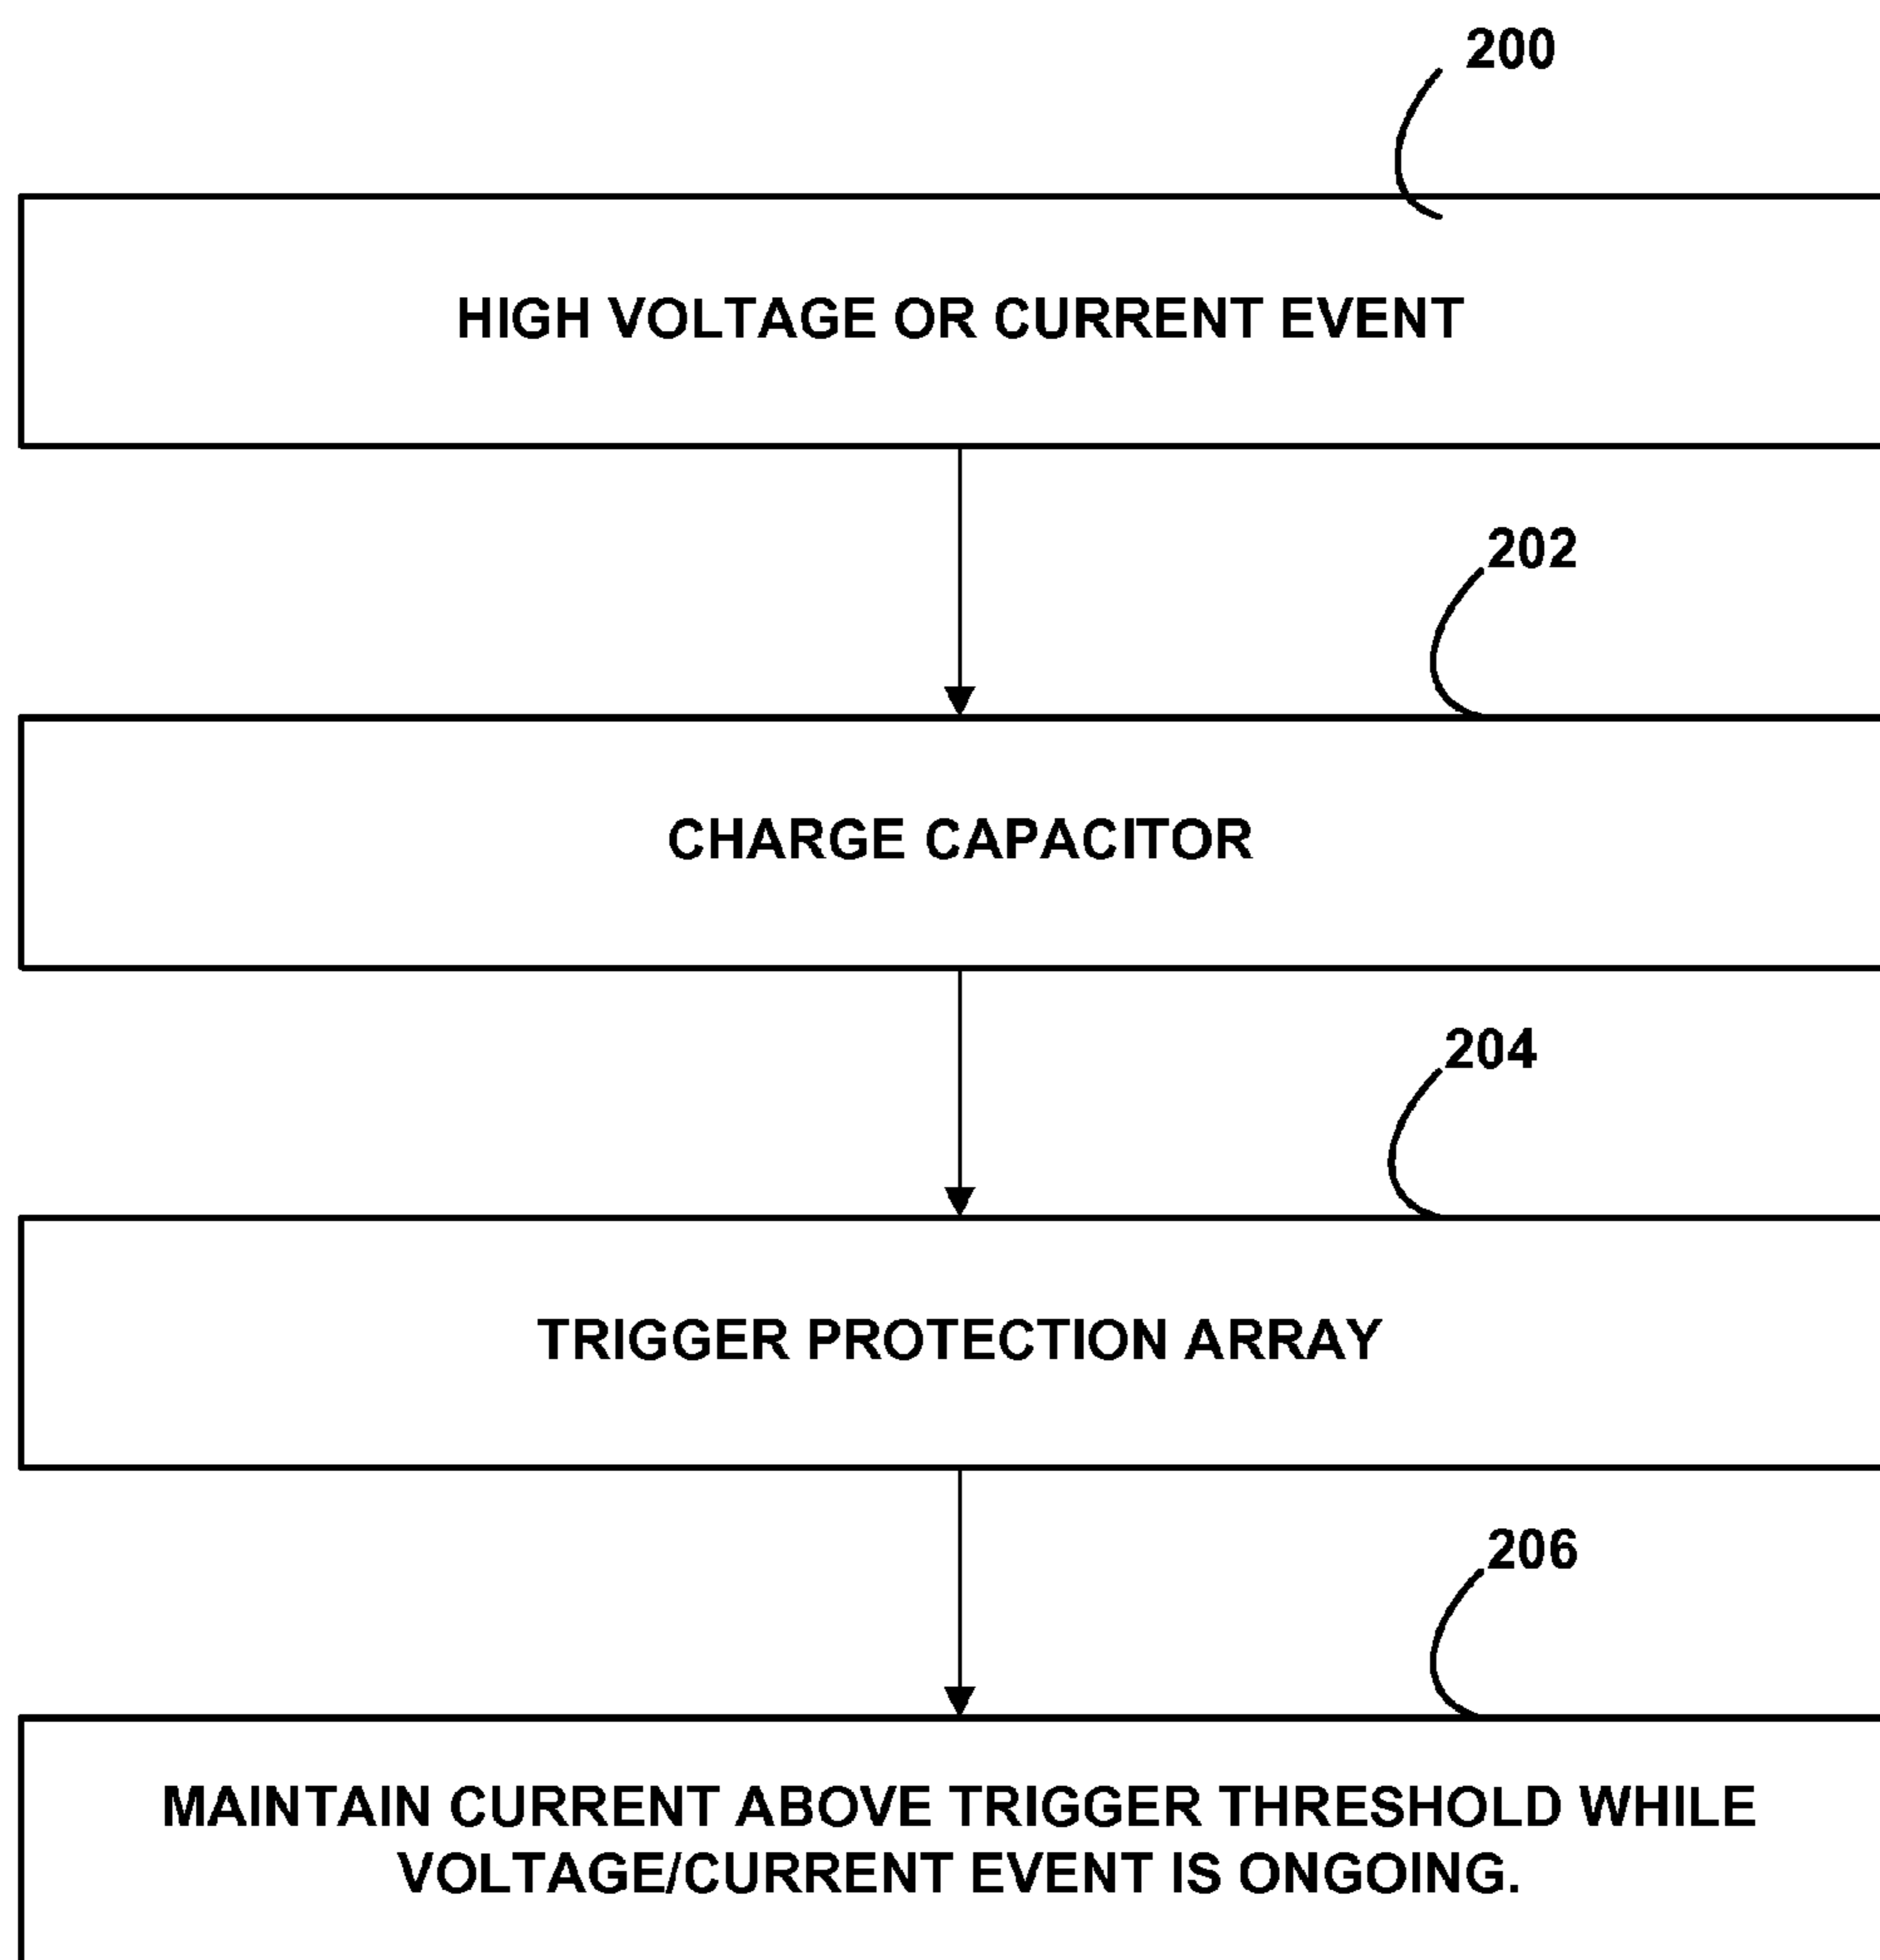 200
HIGH VOLTAGE OR CURRENT EVENT
202
CHARGE CAPACITOR
204
TRIGGER PROTECTION ARRAY
206
MAINTAIN CURRENT ABOVE TRIGGER THRESHOLD WHILE
VOLTAGE/CURRENT EVENT IS ONGOING.